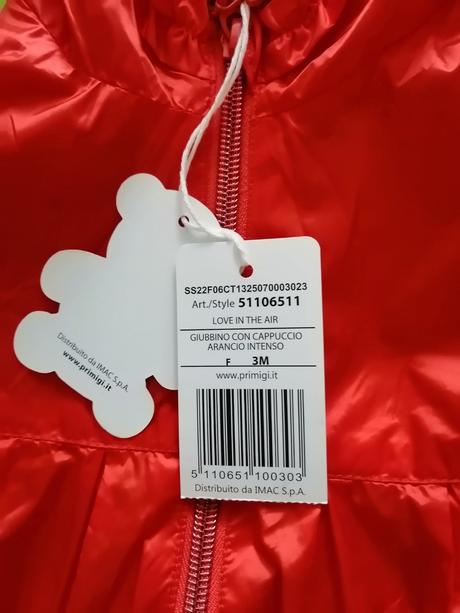 SS22F06CT1325070003023
Art./Style 51106511
LOVE IN THE AIR
GIUBBINO CON CAPPUCCIO
ARANCIO INTENSO
F 3M
www.primigi.it
5 110651 100303
Distribuito da IMAC S.p.A.
Distribuito da IMAC S.p.A.
www.primigi.it